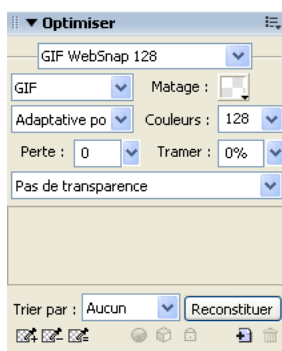 Optimiser
GIF WebSnap 128
GIF Matage :
Adaptative po Couleurs : 128
Perte : 0 Tramer : 0%
Pas de transparence
Trier par : Aucun Reconstituer